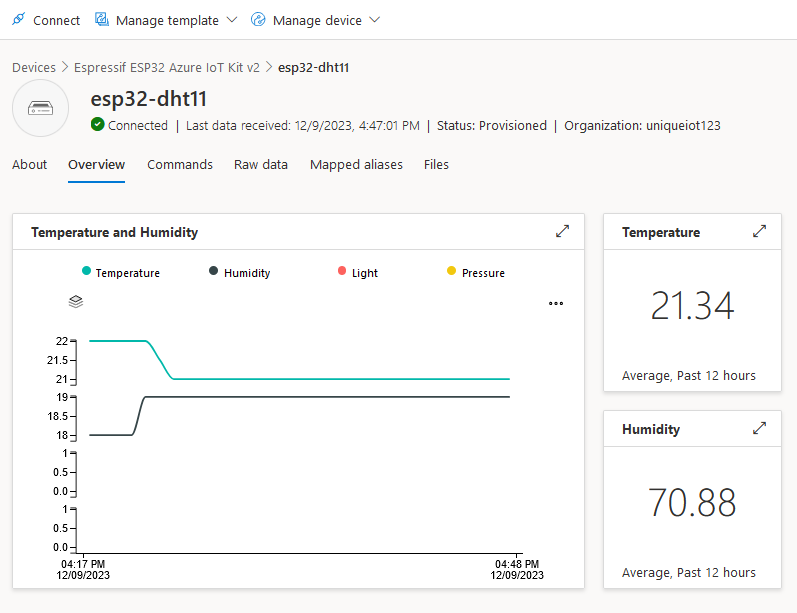 Connect Manage template Manage device
Devices > Espressif ESP32 Azure IoT Kit v2 > esp32-dht11
esp32-dht11
Connected | Last data received: 12/9/2023, 4:47:01 PM | Status: Provisioned | Organization: uniqueiot123
About Overview Commands Raw data Mapped aliases Files
Temperature and Humidity
Temperature Humidity Light Pressure
22
21.5
21
19
18.5
18
1
0.5
0.0
1
0.5
0.0
04:17 PM 04:48 PM
12/09/2023 12/09/2023
Temperature
21.34
Average, Past 12 hours
Humidity
70.88
Average, Past 12 hours